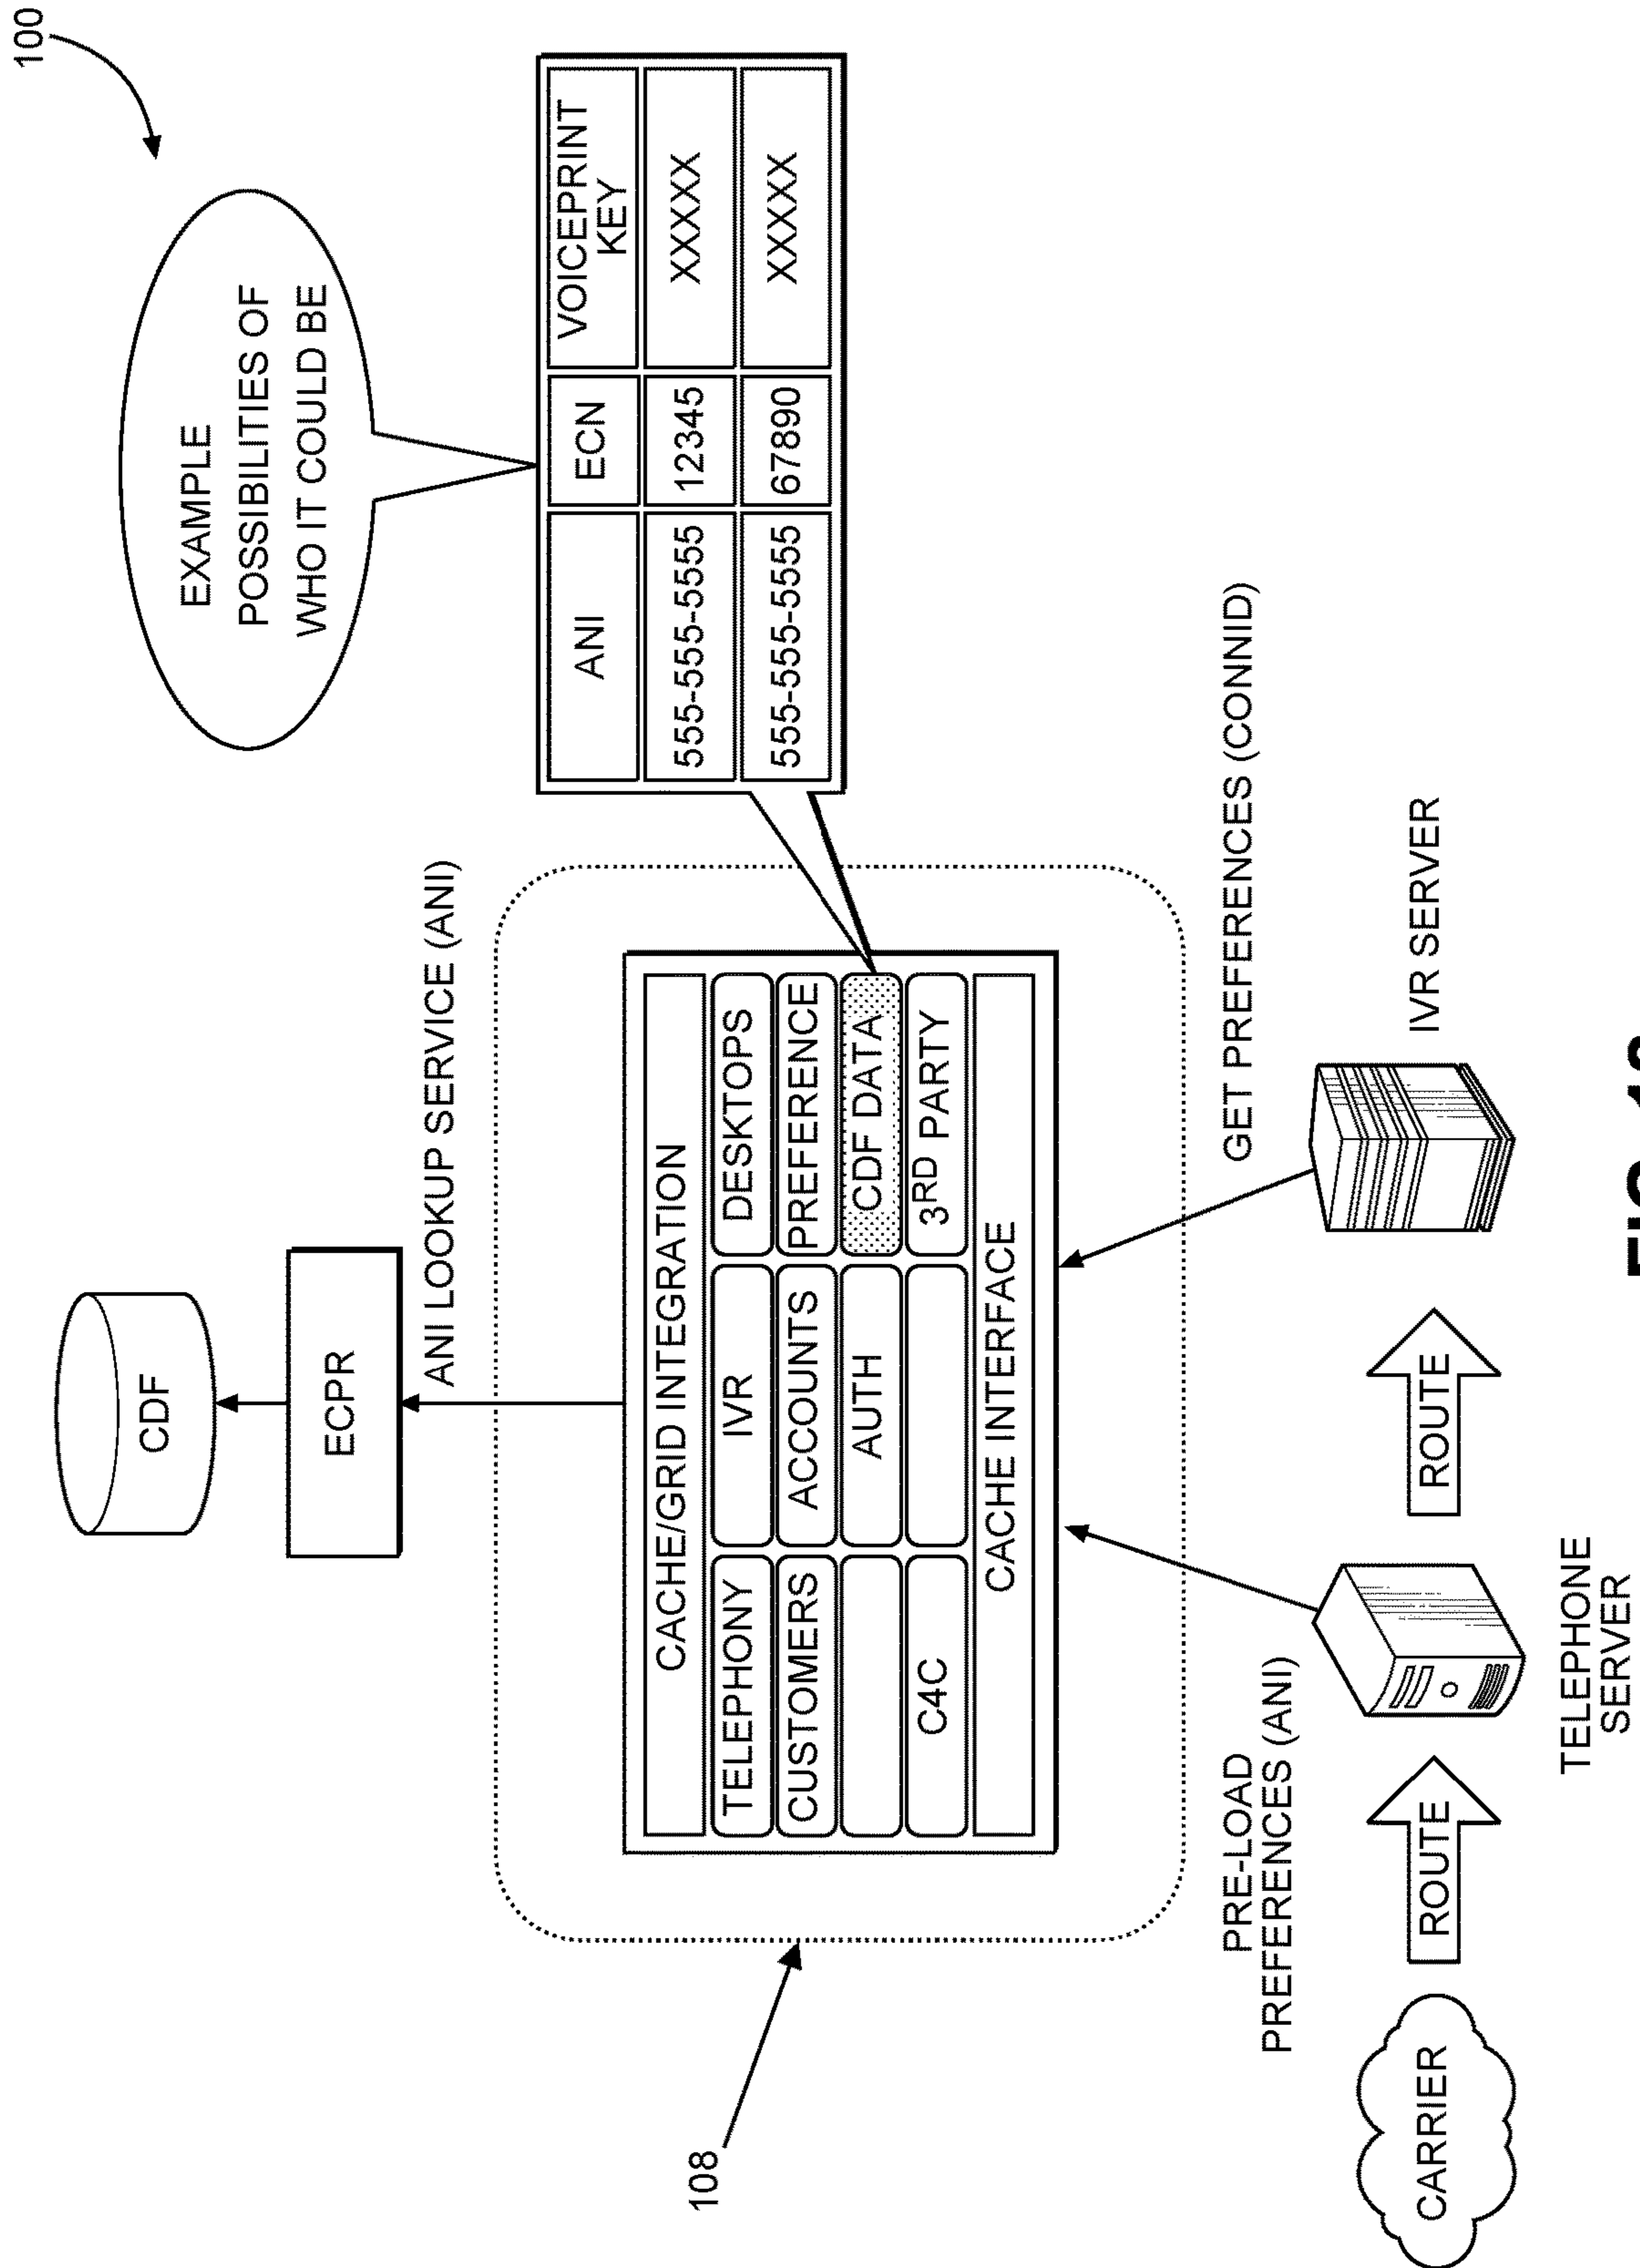 100
EXAMPLE
POSSIBILITIES OF
WHO IT COULD BE
CDF
ECPR
ANI LOOKUP SERVICE (ANI)
ANI
ECN
VOICEPRINT
KEY
555-555-5555
12345
XXXXX
555-555-5555
67890
XXXXX
108
CACHE/GRID INTEGRATION
TELEPHONY
IVR
DESKTOPS
CUSTOMERS
ACCOUNTS
PREFERENCE
AUTH
CDF DATA
C4C
3RD PARTY
CACHE INTERFACE
PRE-LOAD
PREFERENCES (ANI)
GET PREFERENCES (CONNID)
CARRIER
ROUTE
ROUTE
IVR SERVER
TELEPHONE
SERVER
FIG.